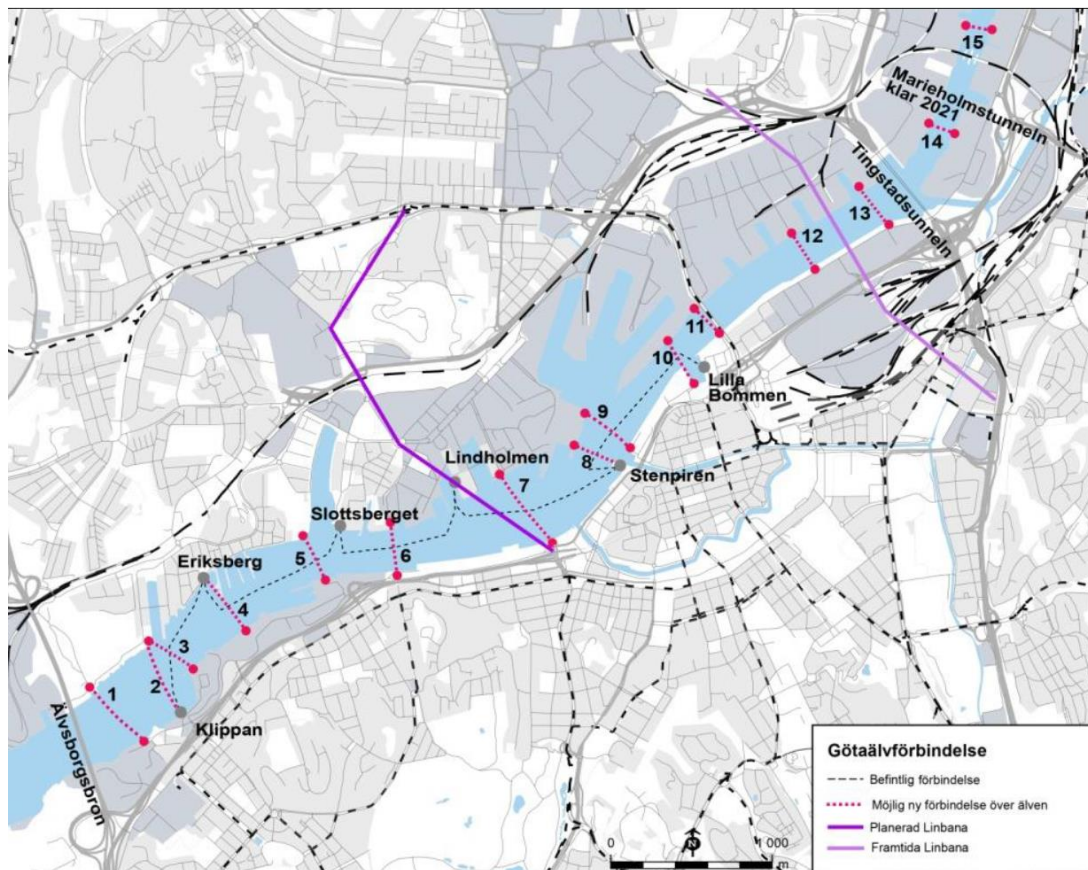 15
Marieholmstunneln
klar 2021
14
Tingstadsunneln
13
12
11
10
Lilla
Bommen
9
8
Stenpiren
Lindholmen
7
Slottsberget
6
5
Eriksberg
4
3
2
1
Klippan
Älvsborgsbron
Götaälvförbindelse
Befintlig förbindelse
Möjlig ny förbindelse över älven
Planerad Linbana
Framtida Linbana
N
0 1 000
m